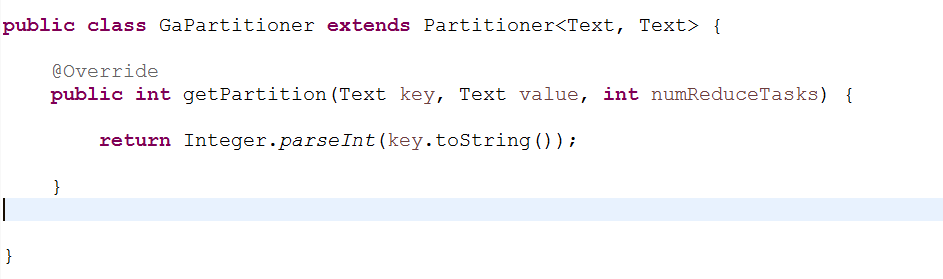 public class GaPartitioner extends Partitioner<Text, Text> {
@Override
public int getPartition(Text key, Text value, int numReduceTasks) {
return Integer.parseInt(key.toString());
}
}